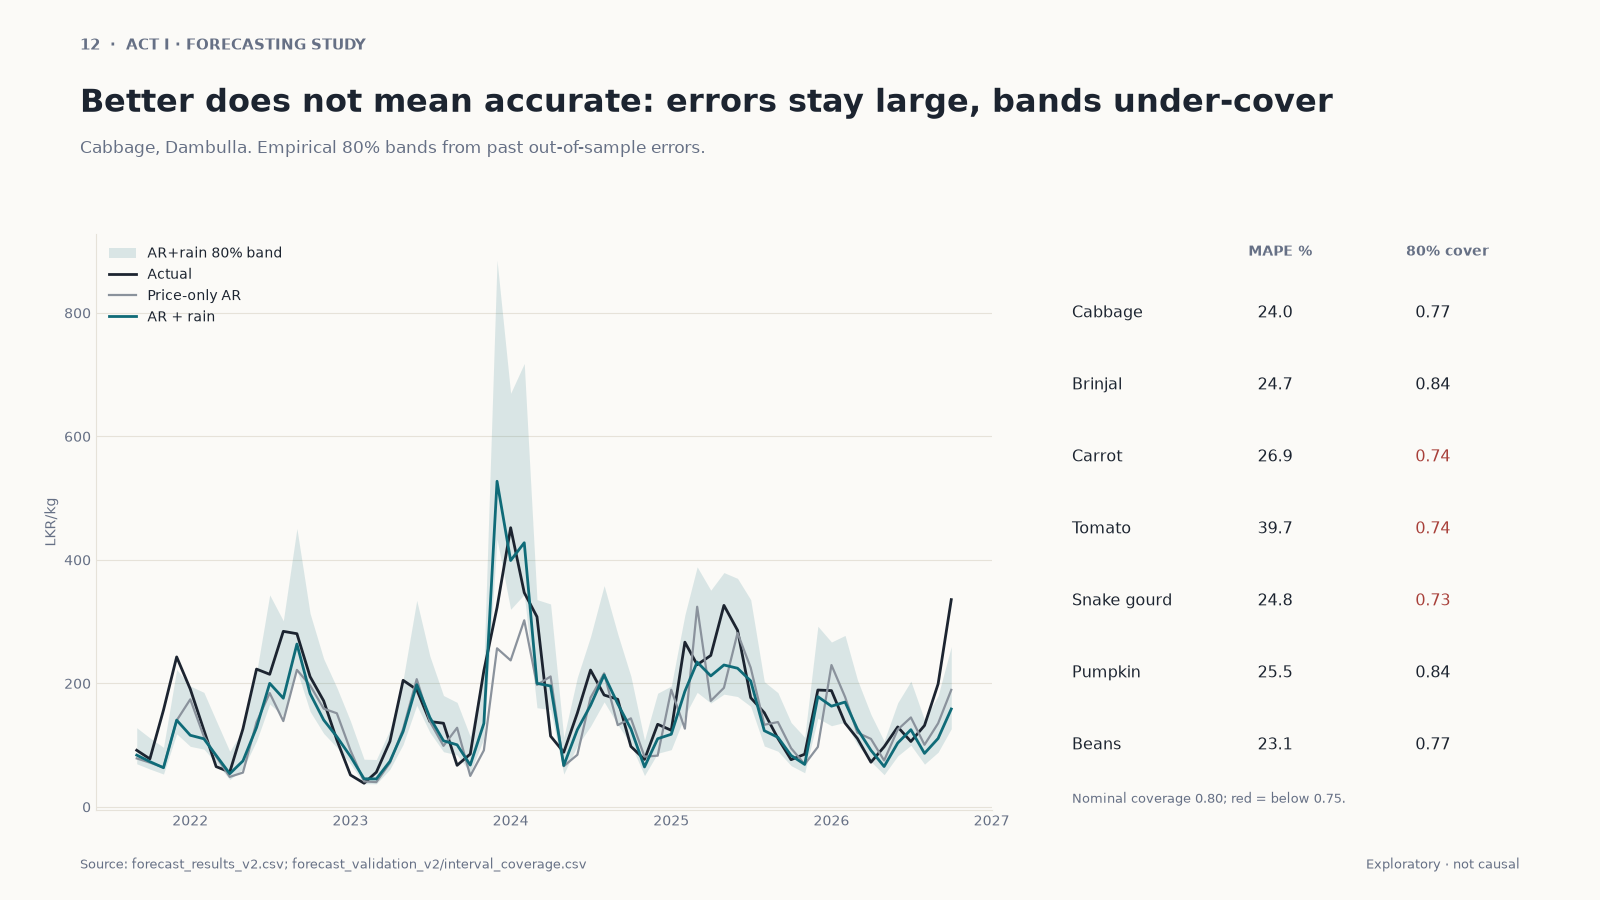 12 · ACT I · FORECASTING STUDY
Better does not mean accurate: errors stay large, bands under-cover
Cabbage, Dambulla. Empirical 80% bands from past out-of-sample errors.
AR+rain 80% band
Actual
Price-only AR
AR + rain
LKR/kg
800
600
400
200
0
2022 2023 2024 2025 2026 2027
MAPE % 80% cover
Cabbage 24.0 0.77
Brinjal 24.7 0.84
Carrot 26.9 0.74
Tomato 39.7 0.74
Snake gourd 24.8 0.73
Pumpkin 25.5 0.84
Beans 23.1 0.77
Nominal coverage 0.80; red = below 0.75.
Source: forecast_results_v2.csv; forecast_validation_v2/interval_coverage.csv
Exploratory · not causal